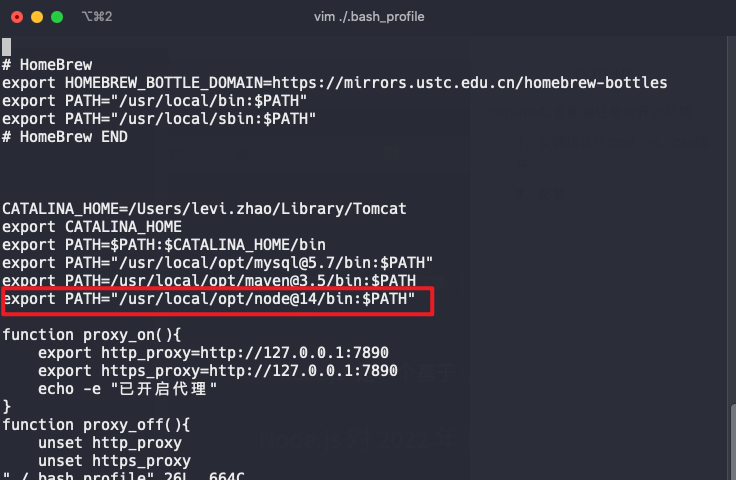 ⌥⌘2
vim ./.bash_profile
# HomeBrew
export HOMEBREW_BOTTLE_DOMAIN=https://mirrors.ustc.edu.cn/homebrew-bottles
export PATH="/usr/local/bin:$PATH"
export PATH="/usr/local/sbin:$PATH"
# HomeBrew END
CATALINA_HOME=/Users/levi.zhao/Library/Tomcat
export CATALINA_HOME
export PATH=$PATH:$CATALINA_HOME/bin
export PATH="/usr/local/opt/mysql@5.7/bin:$PATH"
export PATH=/usr/local/opt/maven@3.5/bin:$PATH
export PATH="/usr/local/opt/node@14/bin:$PATH"
function proxy_on(){
    export http_proxy=http://127.0.0.1:7890
    export https_proxy=http://127.0.0.1:7890
    echo -e "已开启代理"
}
function proxy_off(){
    unset http_proxy
    unset https_proxy
"./.bash_profile" 26L, 664C